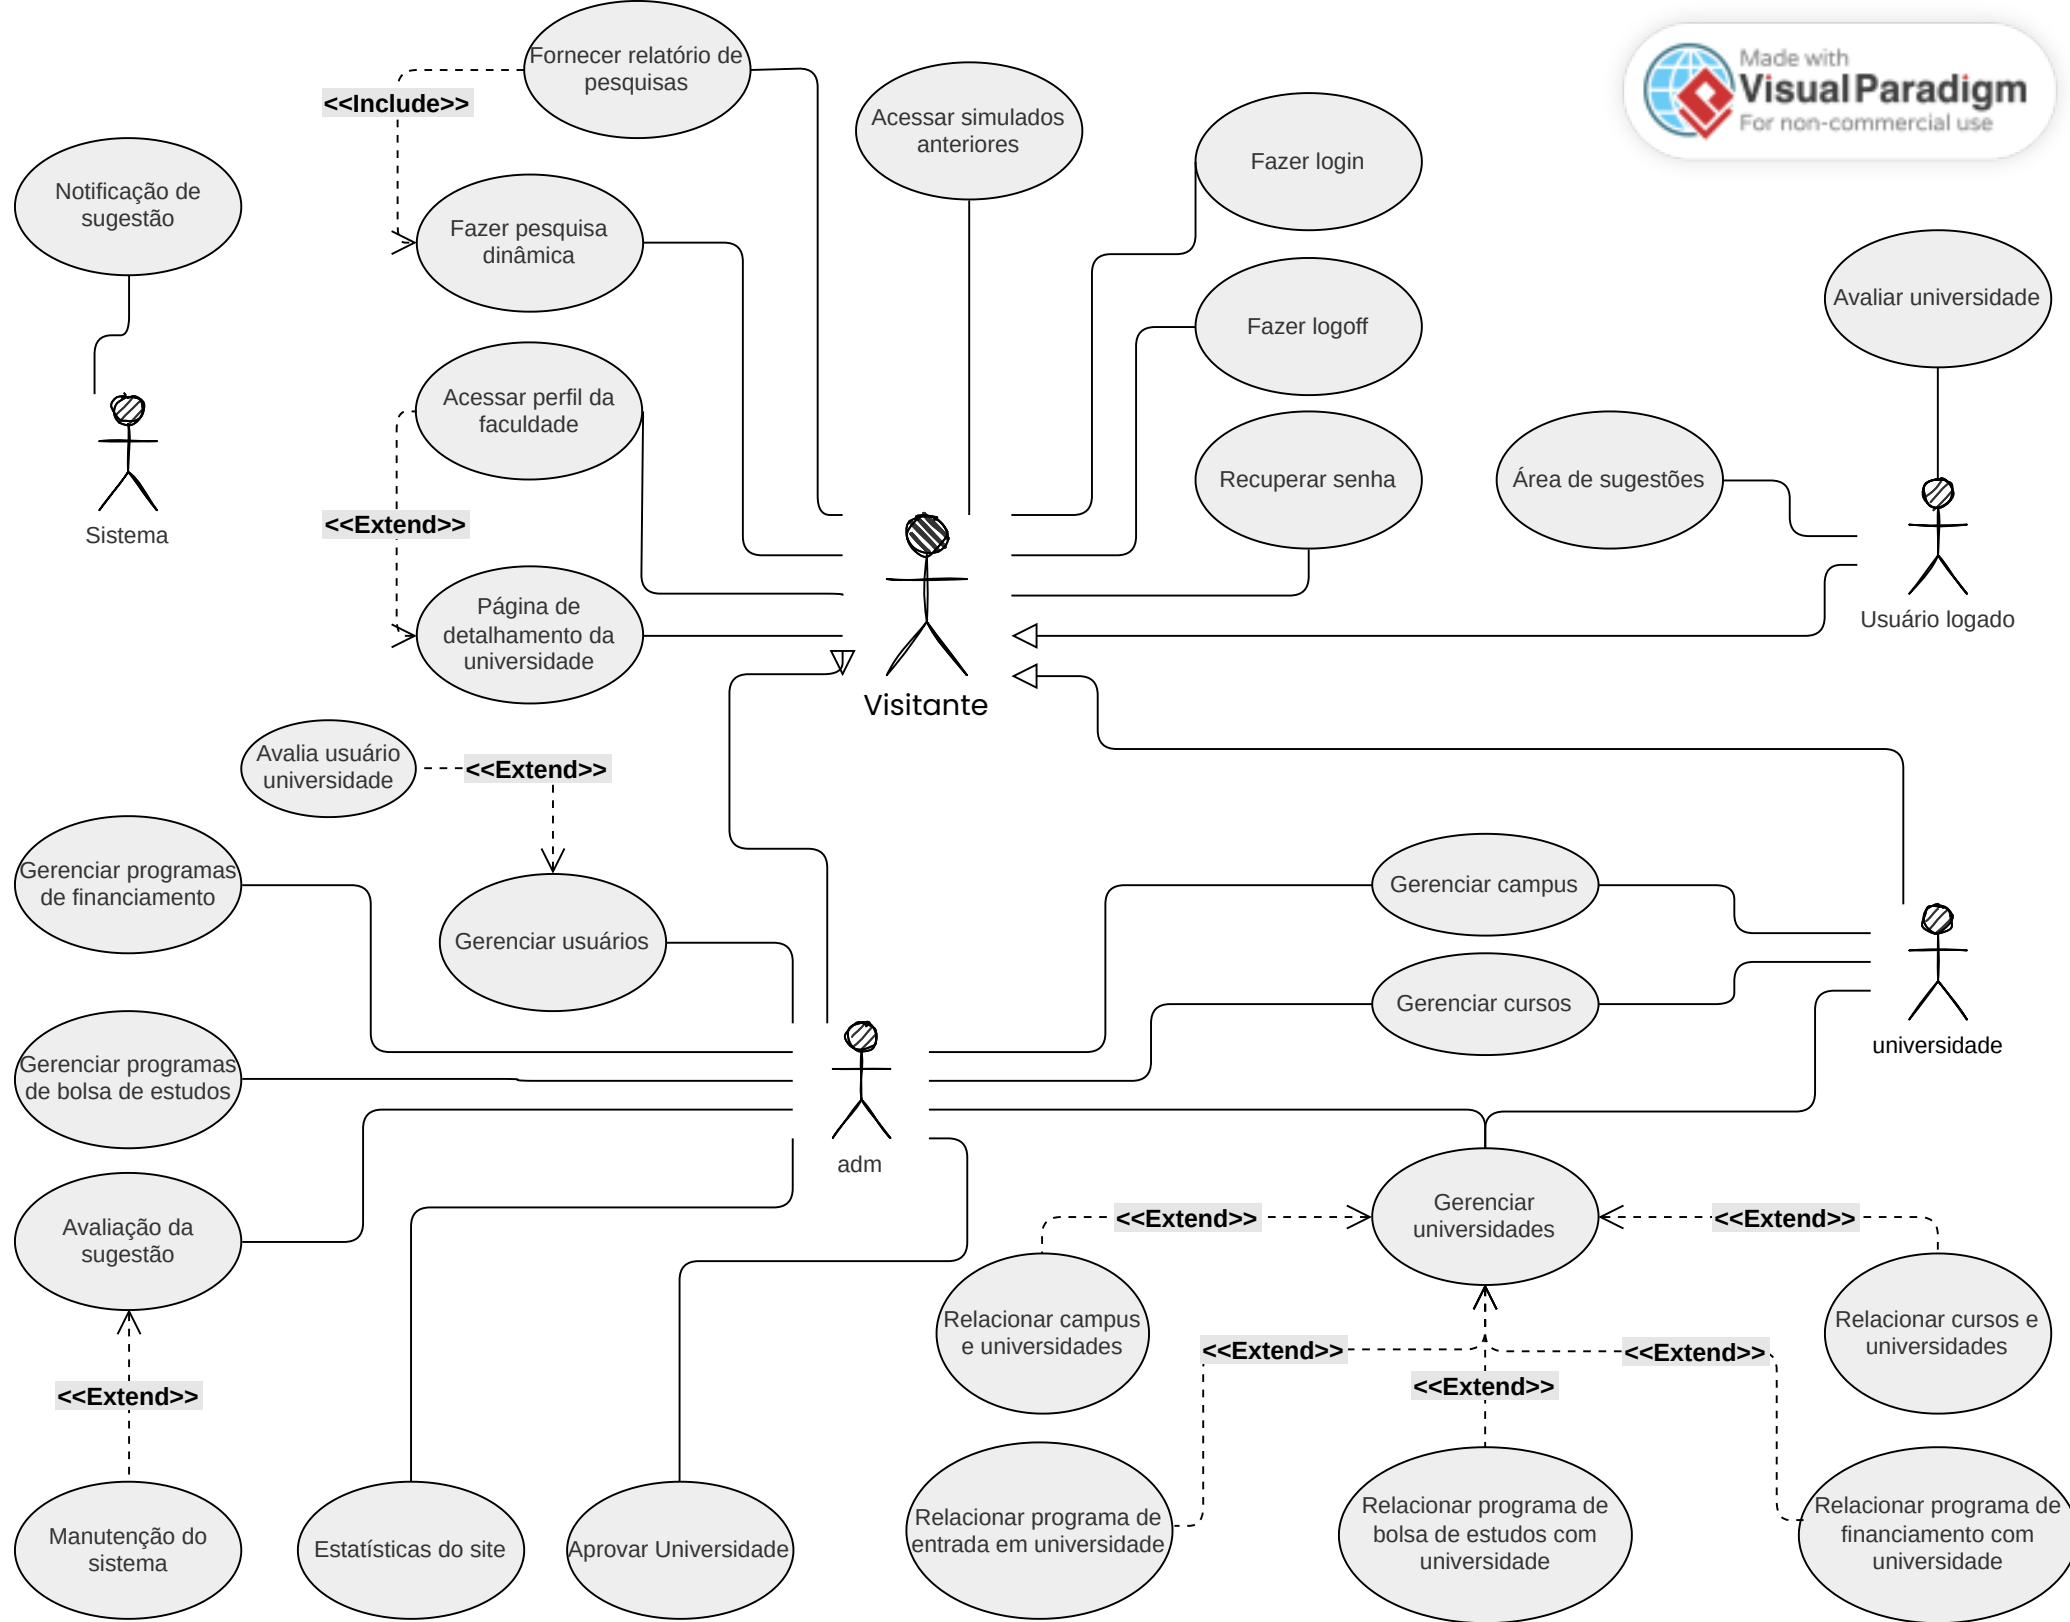 Made with
Visual Paradigm
For non-commercial use
Fornecer relatório de
pesquisas
<<Include>>
Acessar simulados
anteriores
Fazer login
Notificação de
sugestão
Fazer pesquisa
dinâmica
Fazer logoff
Avaliar universidade
Acessar perfil da
faculdade
Recuperar senha
Área de sugestões
<<Extend>>
Sistema
Página de
detalhamento da
universidade
Usuário logado
Visitante
Avalia usuário
universidade
<<Extend>>
Gerenciar programas
de financiamento
Gerenciar usuários
Gerenciar campus
Gerenciar cursos
universidade
Gerenciar programas
de bolsa de estudos
adm
Avaliação da
sugestão
Gerenciar
universidades
<<Extend>>
<<Extend>>
Relacionar campus
e universidades
Relacionar cursos e
universidades
<<Extend>>
<<Extend>>
<<Extend>>
<<Extend>>
Manutenção do
sistema
Estatísticas do site
Aprovar Universidade
Relacionar programa de
entrada em universidade
Relacionar programa de
bolsa de estudos com
universidade
Relacionar programa de
financiamento com
universidade